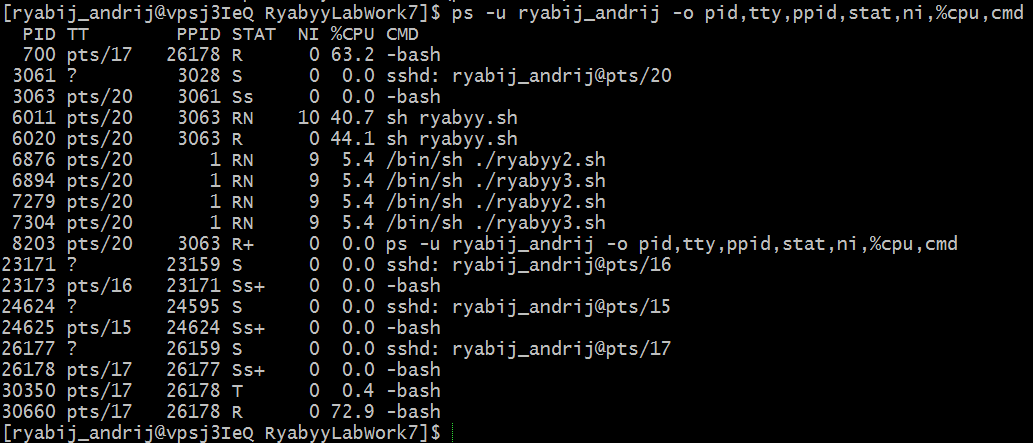 [ryabij_andrij@vpsj3IeQ RyabyyLabWork7]$ ps -u ryabij_andrij -o pid,tty,ppid,stat,ni,%cpu,cmd
  PID TT        PPID STAT  NI %CPU CMD
  700 pts/17   26178 R      0 63.2 -bash
 3061 ?         3028 S      0  0.0 sshd: ryabij_andrij@pts/20
 3063 pts/20    3061 Ss     0  0.0 -bash
 6011 pts/20    3063 RN    10 40.7 sh ryabyy.sh
 6020 pts/20    3063 R      0 44.1 sh ryabyy.sh
 6876 pts/20       1 RN     9  5.4 /bin/sh ./ryabyy2.sh
 6894 pts/20       1 RN     9  5.4 /bin/sh ./ryabyy3.sh
 7279 pts/20       1 RN     9  5.4 /bin/sh ./ryabyy2.sh
 7304 pts/20       1 RN     9  5.4 /bin/sh ./ryabyy3.sh
 8203 pts/20    3063 R+     0  0.0 ps -u ryabij_andrij -o pid,tty,ppid,stat,ni,%cpu,cmd
23171 ?        23159 S      0  0.0 sshd: ryabij_andrij@pts/16
23173 pts/16   23171 Ss+    0  0.0 -bash
24624 ?        24595 S      0  0.0 sshd: ryabij_andrij@pts/15
24625 pts/15   24624 Ss+    0  0.0 -bash
26177 ?        26159 S      0  0.0 sshd: ryabij_andrij@pts/17
26178 pts/17   26177 Ss+    0  0.0 -bash
30350 pts/17   26178 T      0  0.4 -bash
30660 pts/17   26178 R      0 72.9 -bash
[ryabij_andrij@vpsj3IeQ RyabyyLabWork7]$